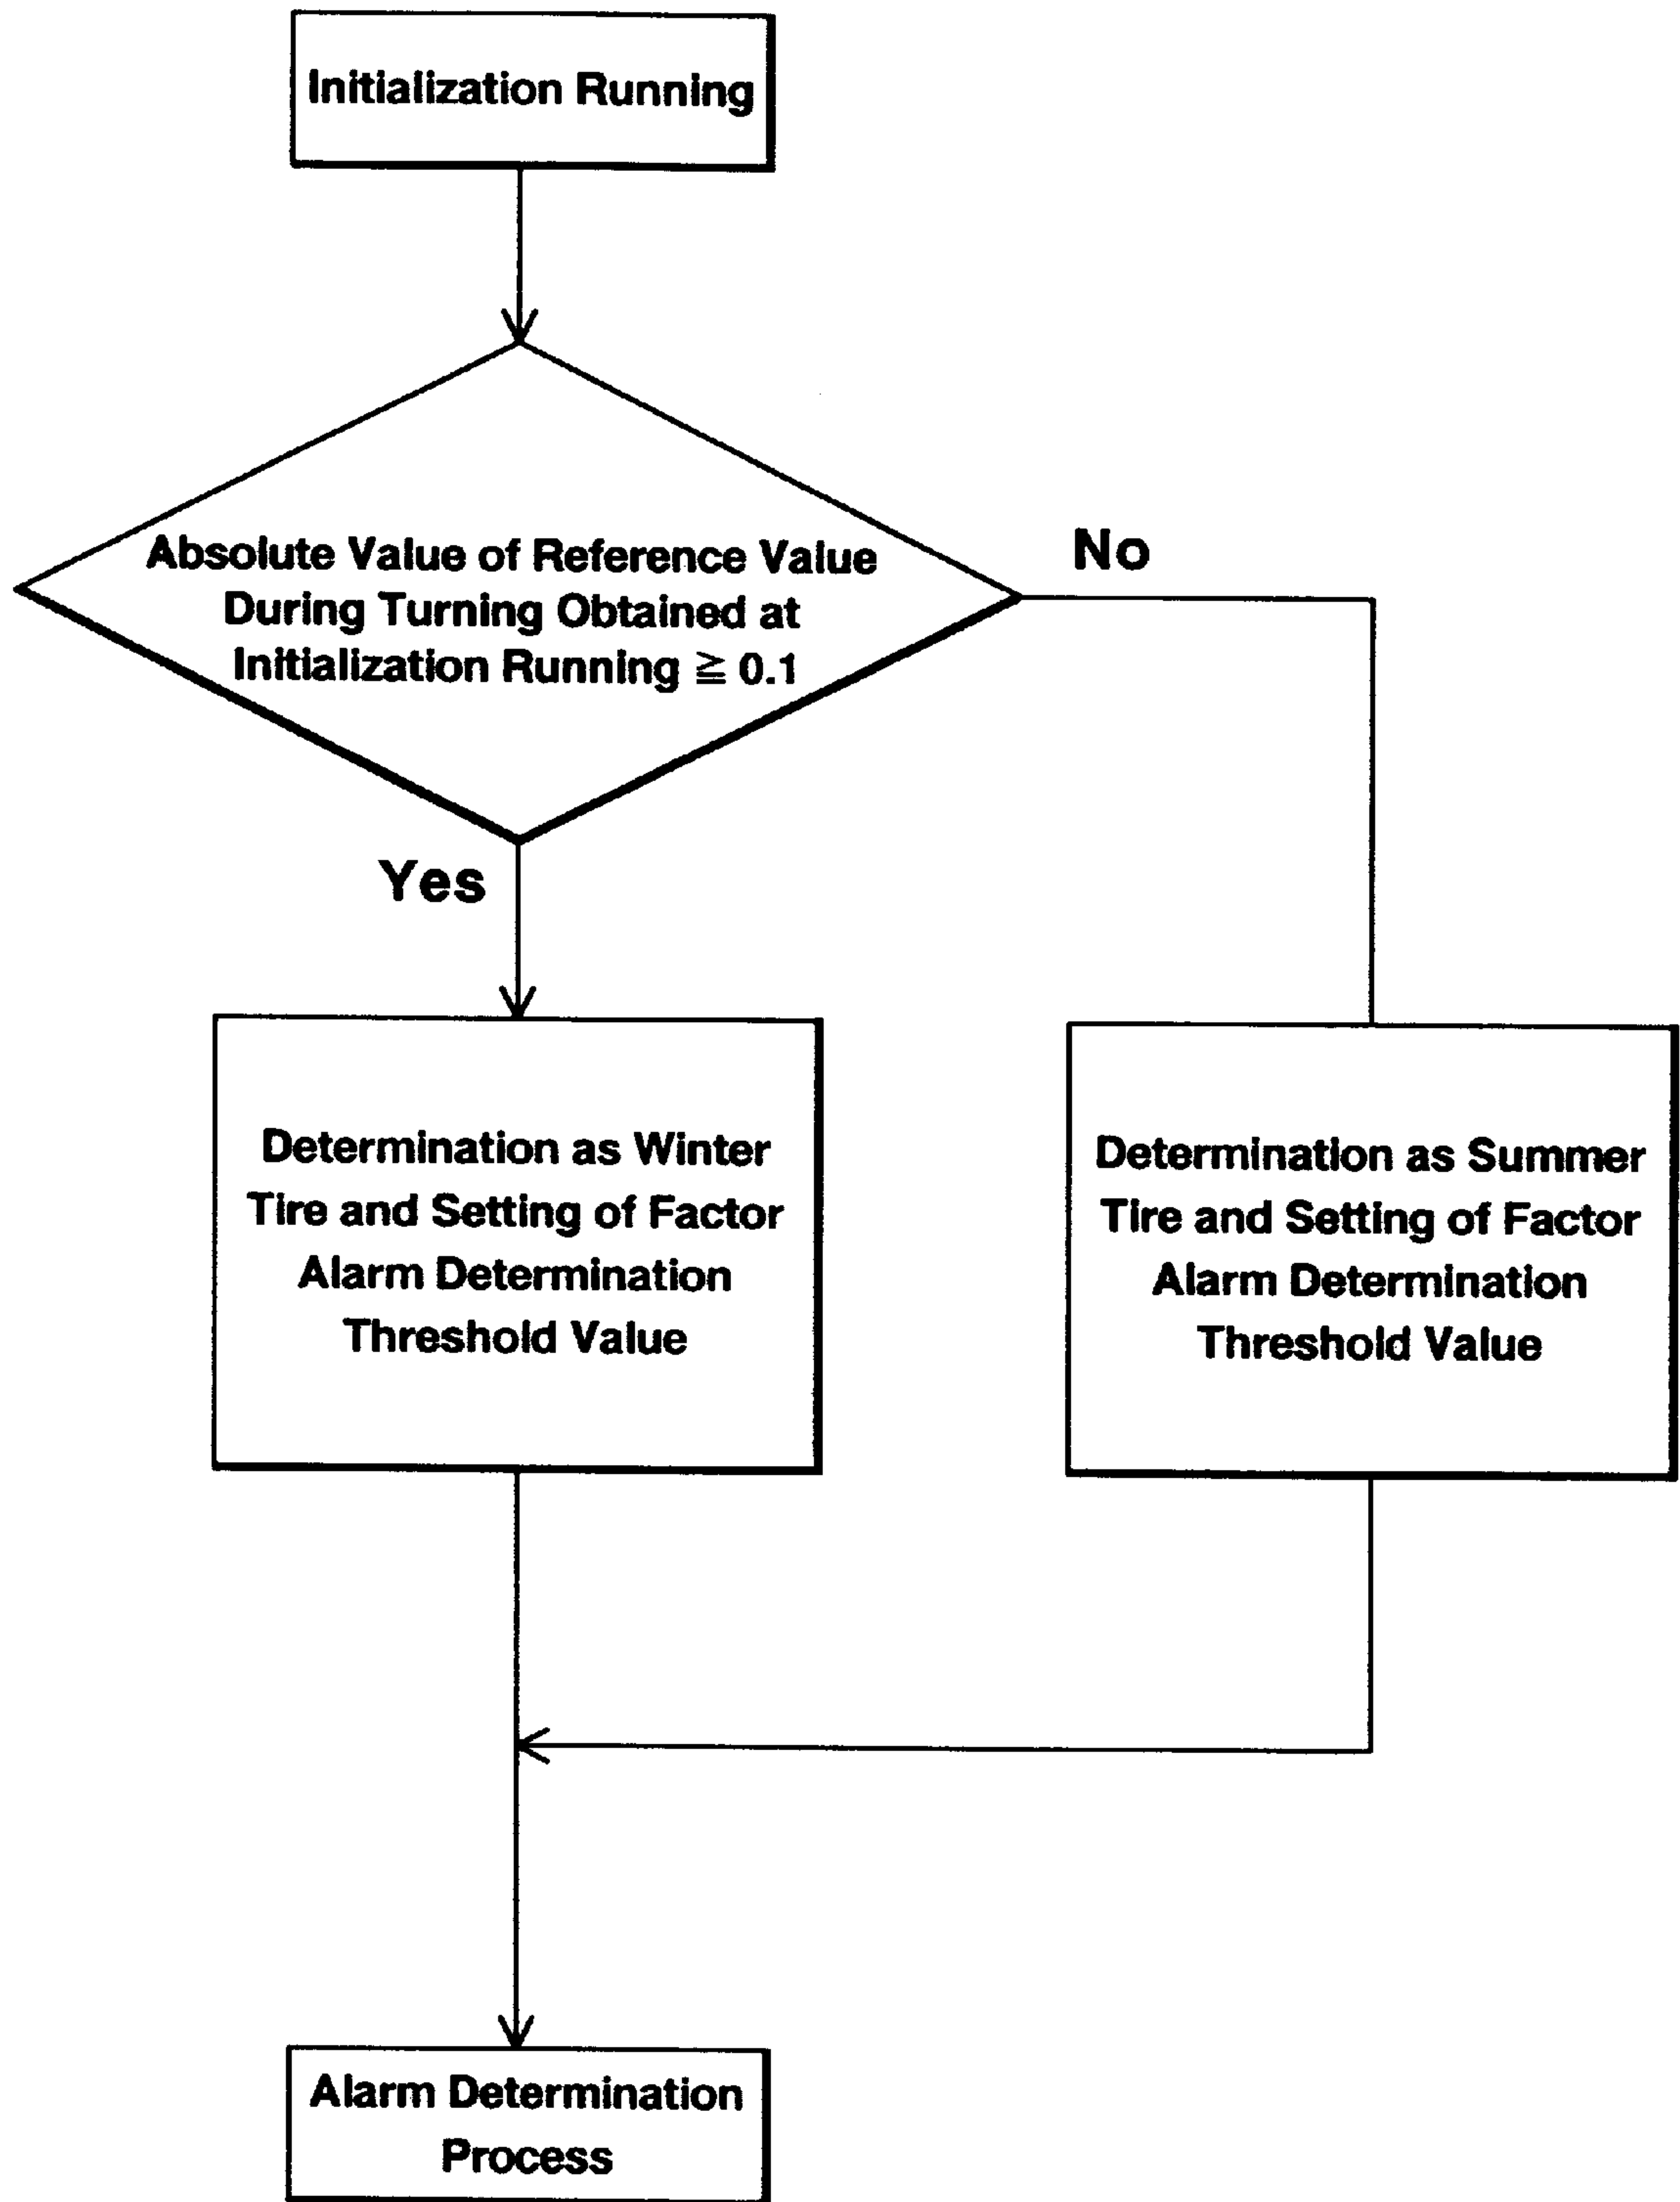 Initialization Running
Absolute Value of Reference Value
During Turning Obtained at
Initialization Running ≧ 0.1
No
Yes
Determination as Winter
Tire and Setting of Factor
Alarm Determination
Threshold Value
Determination as Summer
Tire and Setting of Factor
Alarm Determination
Threshold Value
Alarm Determination
Process